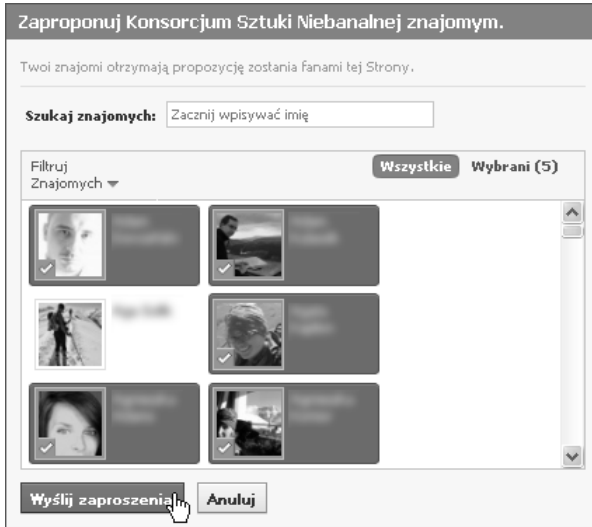 Zaproponuj Konsorcjum Sztuki Niebanalnej znajomym.
Twoi znajomi otrzymają propozycję zostania fanami tej Strony.
Szukaj znajomych: Zacznij wpisywać imię
Filtruj
Znajomych
Wszystkie Wybrani (5)
Wyślij zaproszenia Anuluj